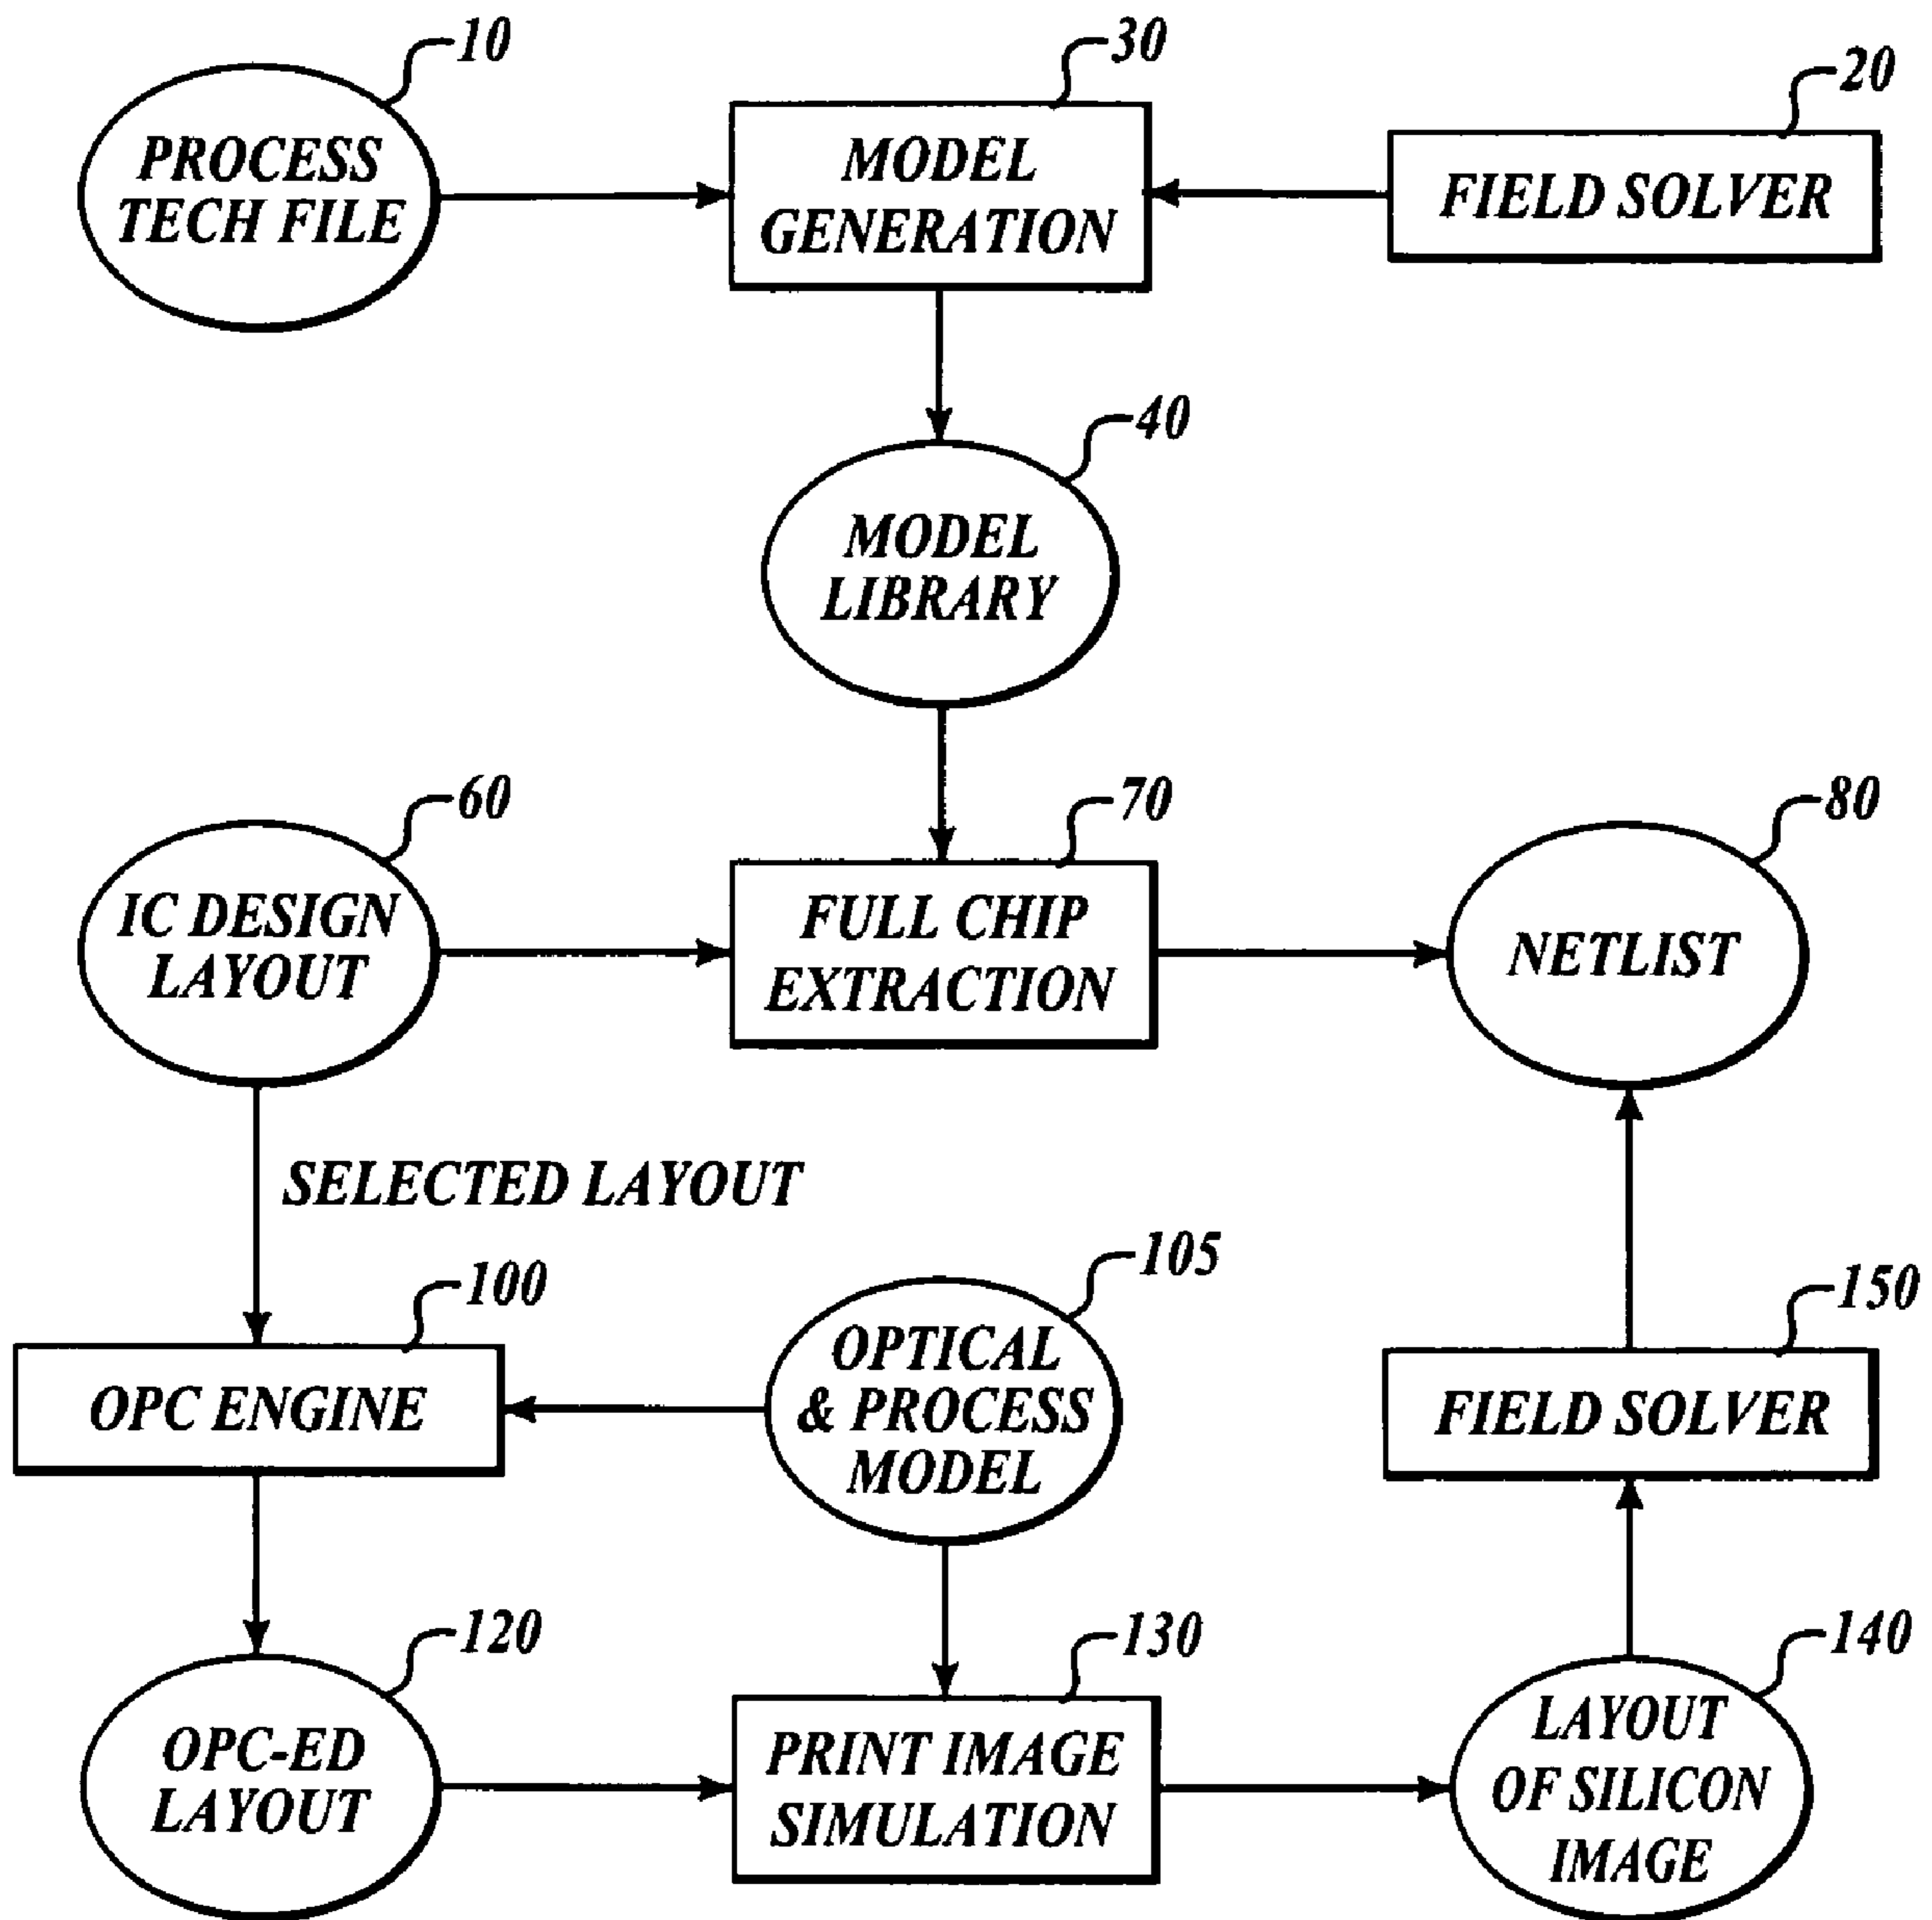 10
30
20
PROCESS
TECH FILE
MODEL
GENERATION
FIELD SOLVER
40
MODEL
LIBRARY
60
70
80
IC DESIGN
LAYOUT
FULL CHIP
EXTRACTION
NETLIST
SELECTED LAYOUT
100
105
150
OPC ENGINE
OPTICAL
& PROCESS
MODEL
FIELD SOLVER
120
130
140
OPC-ED
LAYOUT
PRINT IMAGE
SIMULATION
LAYOUT
OF SILICON
IMAGE